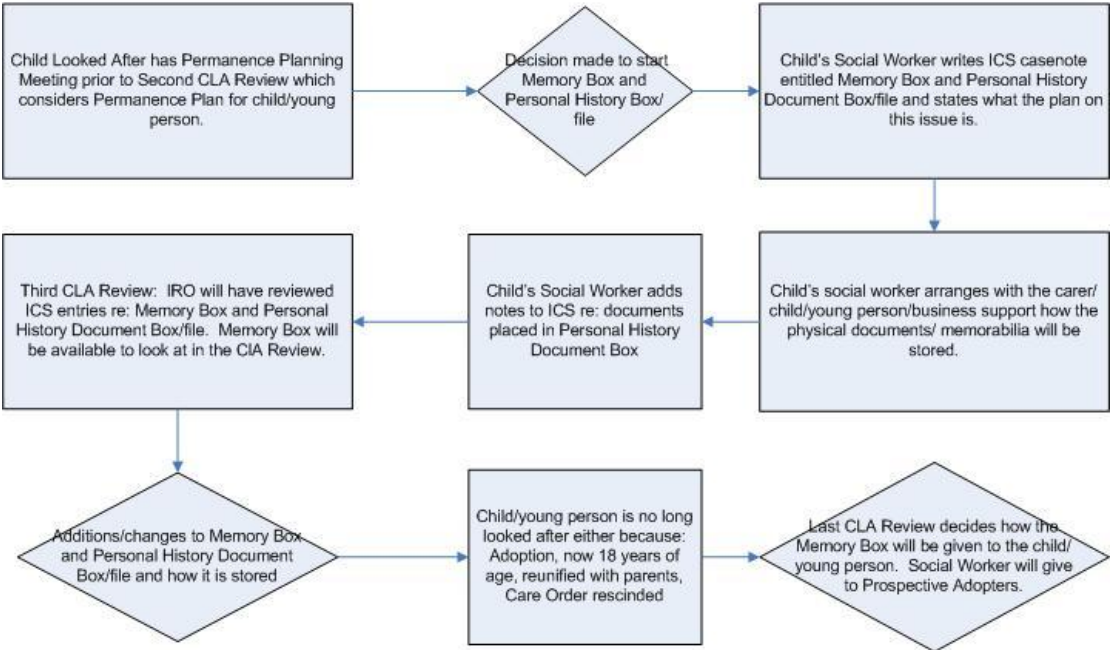 Child Looked After has Permanence Planning
Meeting prior to Second CLA Review which
considers Permanence Plan for child/young
person.
Decision made to start
Memory Box and
Personal History Box/
file
Child's Social Worker writes ICS casenote
entitled Memory Box and Personal History
Document Box/file and states what the plan on
this issue is.
Child's social worker arranges with the carer/
child/young person/business support how the
physical documents/ memorabilia will be
stored.
Child's Social Worker adds
notes to ICS re: documents
placed in Personal History
Document Box
Third CLA Review: IRO will have reviewed
ICS entries re: Memory Box and Personal
History Document Box/file. Memory Box will
be available to look at in the ClA Review.
Additions/changes to Memory Box
and Personal History Document
Box/file and how it is stored
Child/young person is no long
looked after either because:
Adoption, now 18 years of
age, reunified with parents,
Care Order rescinded
Last CLA Review decides how the
Memory Box will be given to the child/
young person. Social Worker will give
to Prospective Adopters.